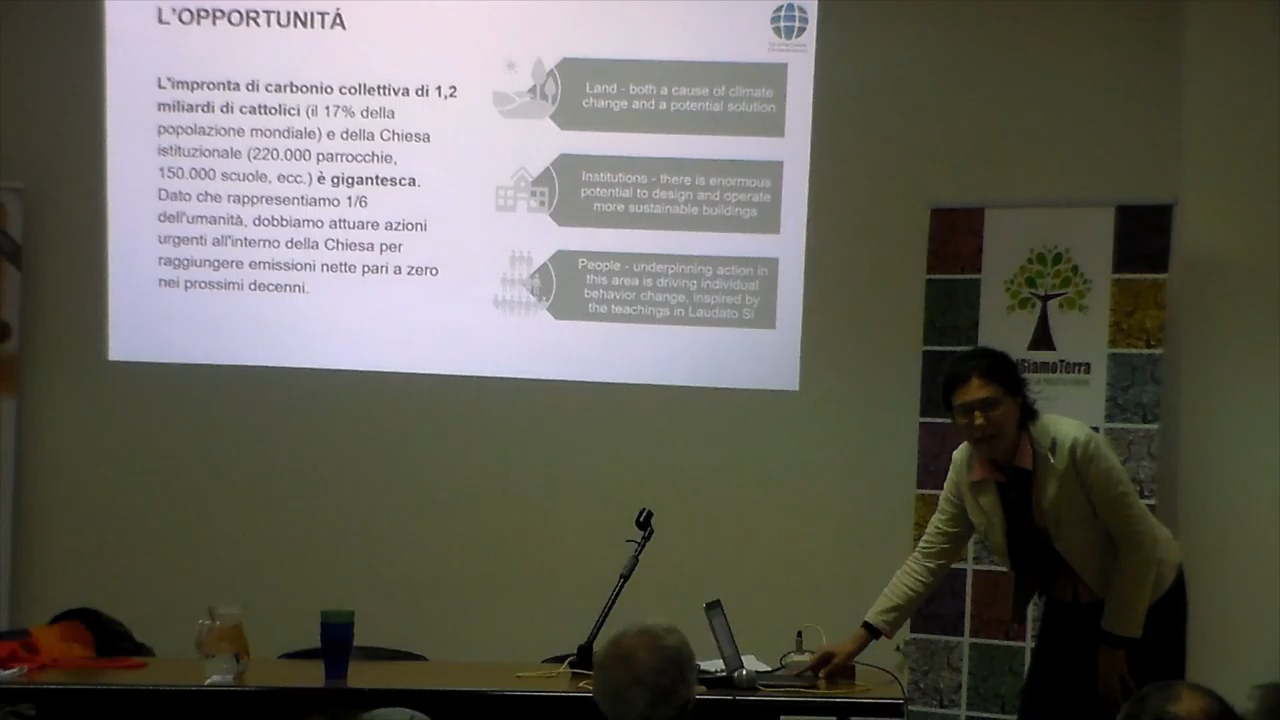 L'OPPORTUNITÁ
L'impronta di carbonio collettiva di 1,2
miliardi di cattolici (il 17% della
popolazione mondiale) e della Chiesa
istituzionale (220.000 parrocchie,
150.000 scuole, ecc.) è gigantesca.
Dato che rappresentiamo 1/6
dell'umanità, dobbiamo attuare azioni
urgenti all'interno della Chiesa per
raggiungere emissioni nette pari a zero
nei prossimi decenni.
Land - both a cause of climate
change and a potential solution
Institutions - there is enormous
potential to design and operate
more sustainable buildings
People - underpinning action in
this area is driving individual
behavior change, inspired by
the teachings in Laudato Si
SiamoTerra